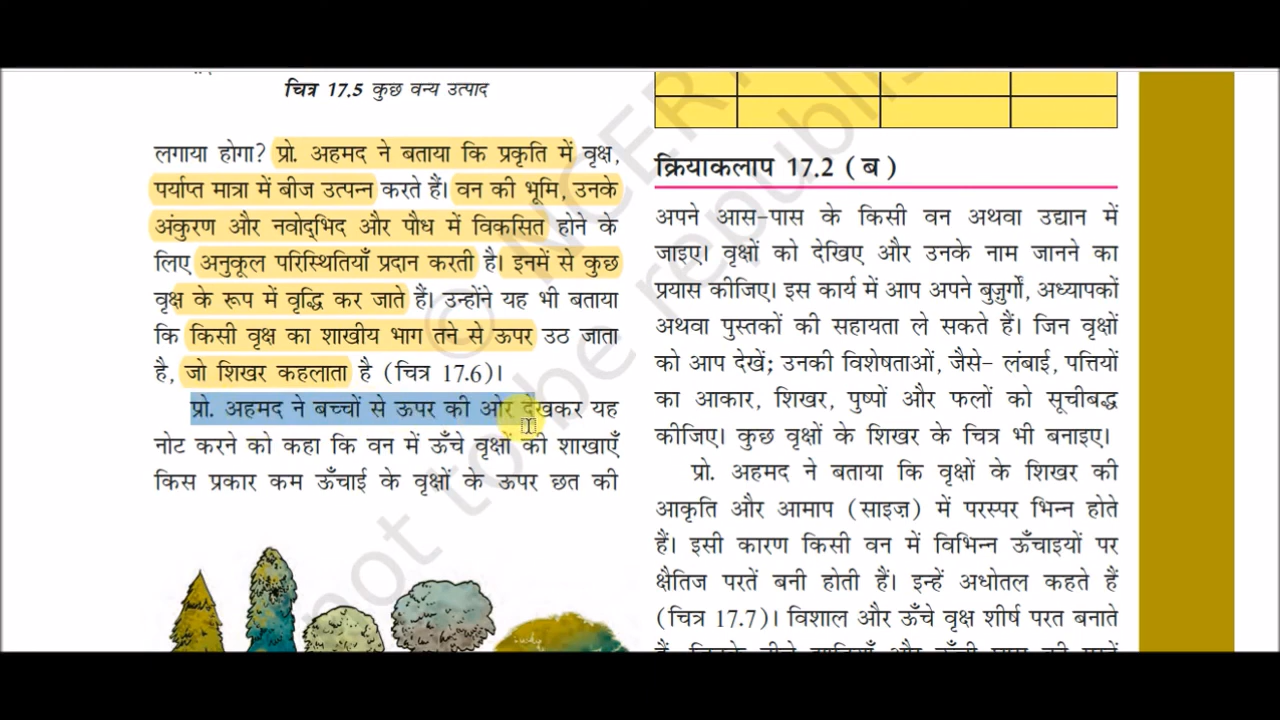 चित्र 17.5 कुछ वन्य उत्पाद
लगाया होगा? प्रो. अहमद ने बताया कि प्रकृति में वृक्ष,
पर्याप्त मात्रा में बीज उत्पन्न करते हैं। वन की भूमि, उनके
अंकुरण और नवोद्‌भिद और पौध में विकसित होने के
लिए अनुकूल परिस्थितियाँ प्रदान करती है। इनमें से कुछ
वृक्ष के रूप में वृद्धि कर जाते हैं। उन्होंने यह भी बताया
कि किसी वृक्ष का शाखीय भाग तने से ऊपर उठ जाता
है, जो शिखर कहलाता है (चित्र 17.6)।
प्रो. अहमद ने बच्चों से ऊपर की ओर देखकर यह
नोट करने को कहा कि वन में ऊँचे वृक्षों की शाखाएँ
किस प्रकार कम ऊँचाई के वृक्षों के ऊपर छत की
क्रियाकलाप 17.2 (ब)
अपने आस-पास के किसी वन अथवा उद्यान में
जाइए। वृक्षों को देखिए और उनके नाम जानने का
प्रयास कीजिए। इस कार्य में आप अपने बुज़ुर्गों, अध्यापकों
अथवा पुस्तकों की सहायता ले सकते हैं। जिन वृक्षों
को आप देखें; उनकी विशेषताओं, जैसे- लंबाई, पत्तियों
का आकार, शिखर, पुष्पों और फलों को सूचीबद्ध
कीजिए। कुछ वृक्षों के शिखर के चित्र भी बनाइए।
प्रो. अहमद ने बताया कि वृक्षों के शिखर की
आकृति और आमाप (साइज़) में परस्पर भिन्न होते
हैं। इसी कारण किसी वन में विभिन्न ऊँचाइयों पर
क्षैतिज परतें बनी होती हैं। इन्हें अधोतल कहते हैं
(चित्र 17.7)। विशाल और ऊँचे वृक्ष शीर्ष परत बनाते
© NCERT
not to be republis